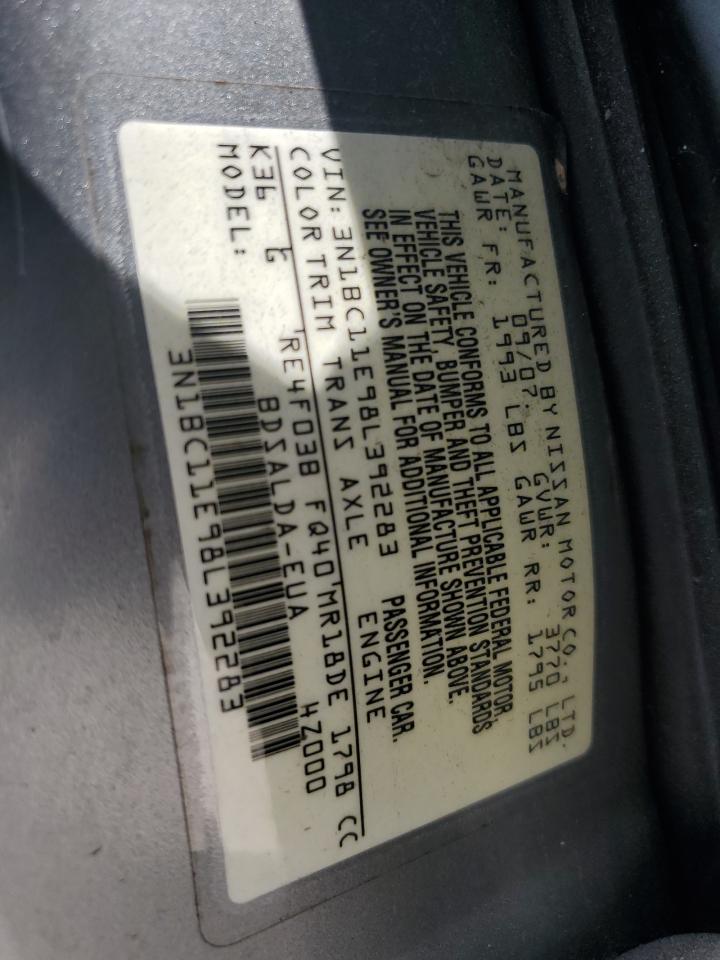 MANUFACTURED BY NISSAN MOTOR CO., LTD.
DATE: 09/07. GVWR: 3770 LBS
GAWR FR: 1993 LBS GAWR RR: 1795 LBS
THIS VEHICLE CONFORMS TO ALL APPLICABLE FEDERAL MOTOR
VEHICLE SAFETY, BUMPER AND THEFT PREVENTION STANDARDS
IN EFFECT ON THE DATE OF MANUFACTURE SHOWN ABOVE.
SEE OWNER'S MANUAL FOR ADDITIONAL INFORMATION.
VIN: 3N1BC11E98L392283 PASSENGER CAR.
COLOR TRIM TRANS AXLE ENGINE
K36 G RE4F03B FQ40 MR18DE 1798 CC
MODEL: BDSALDA-EUA 4Z000
3N1BC11E98L392283